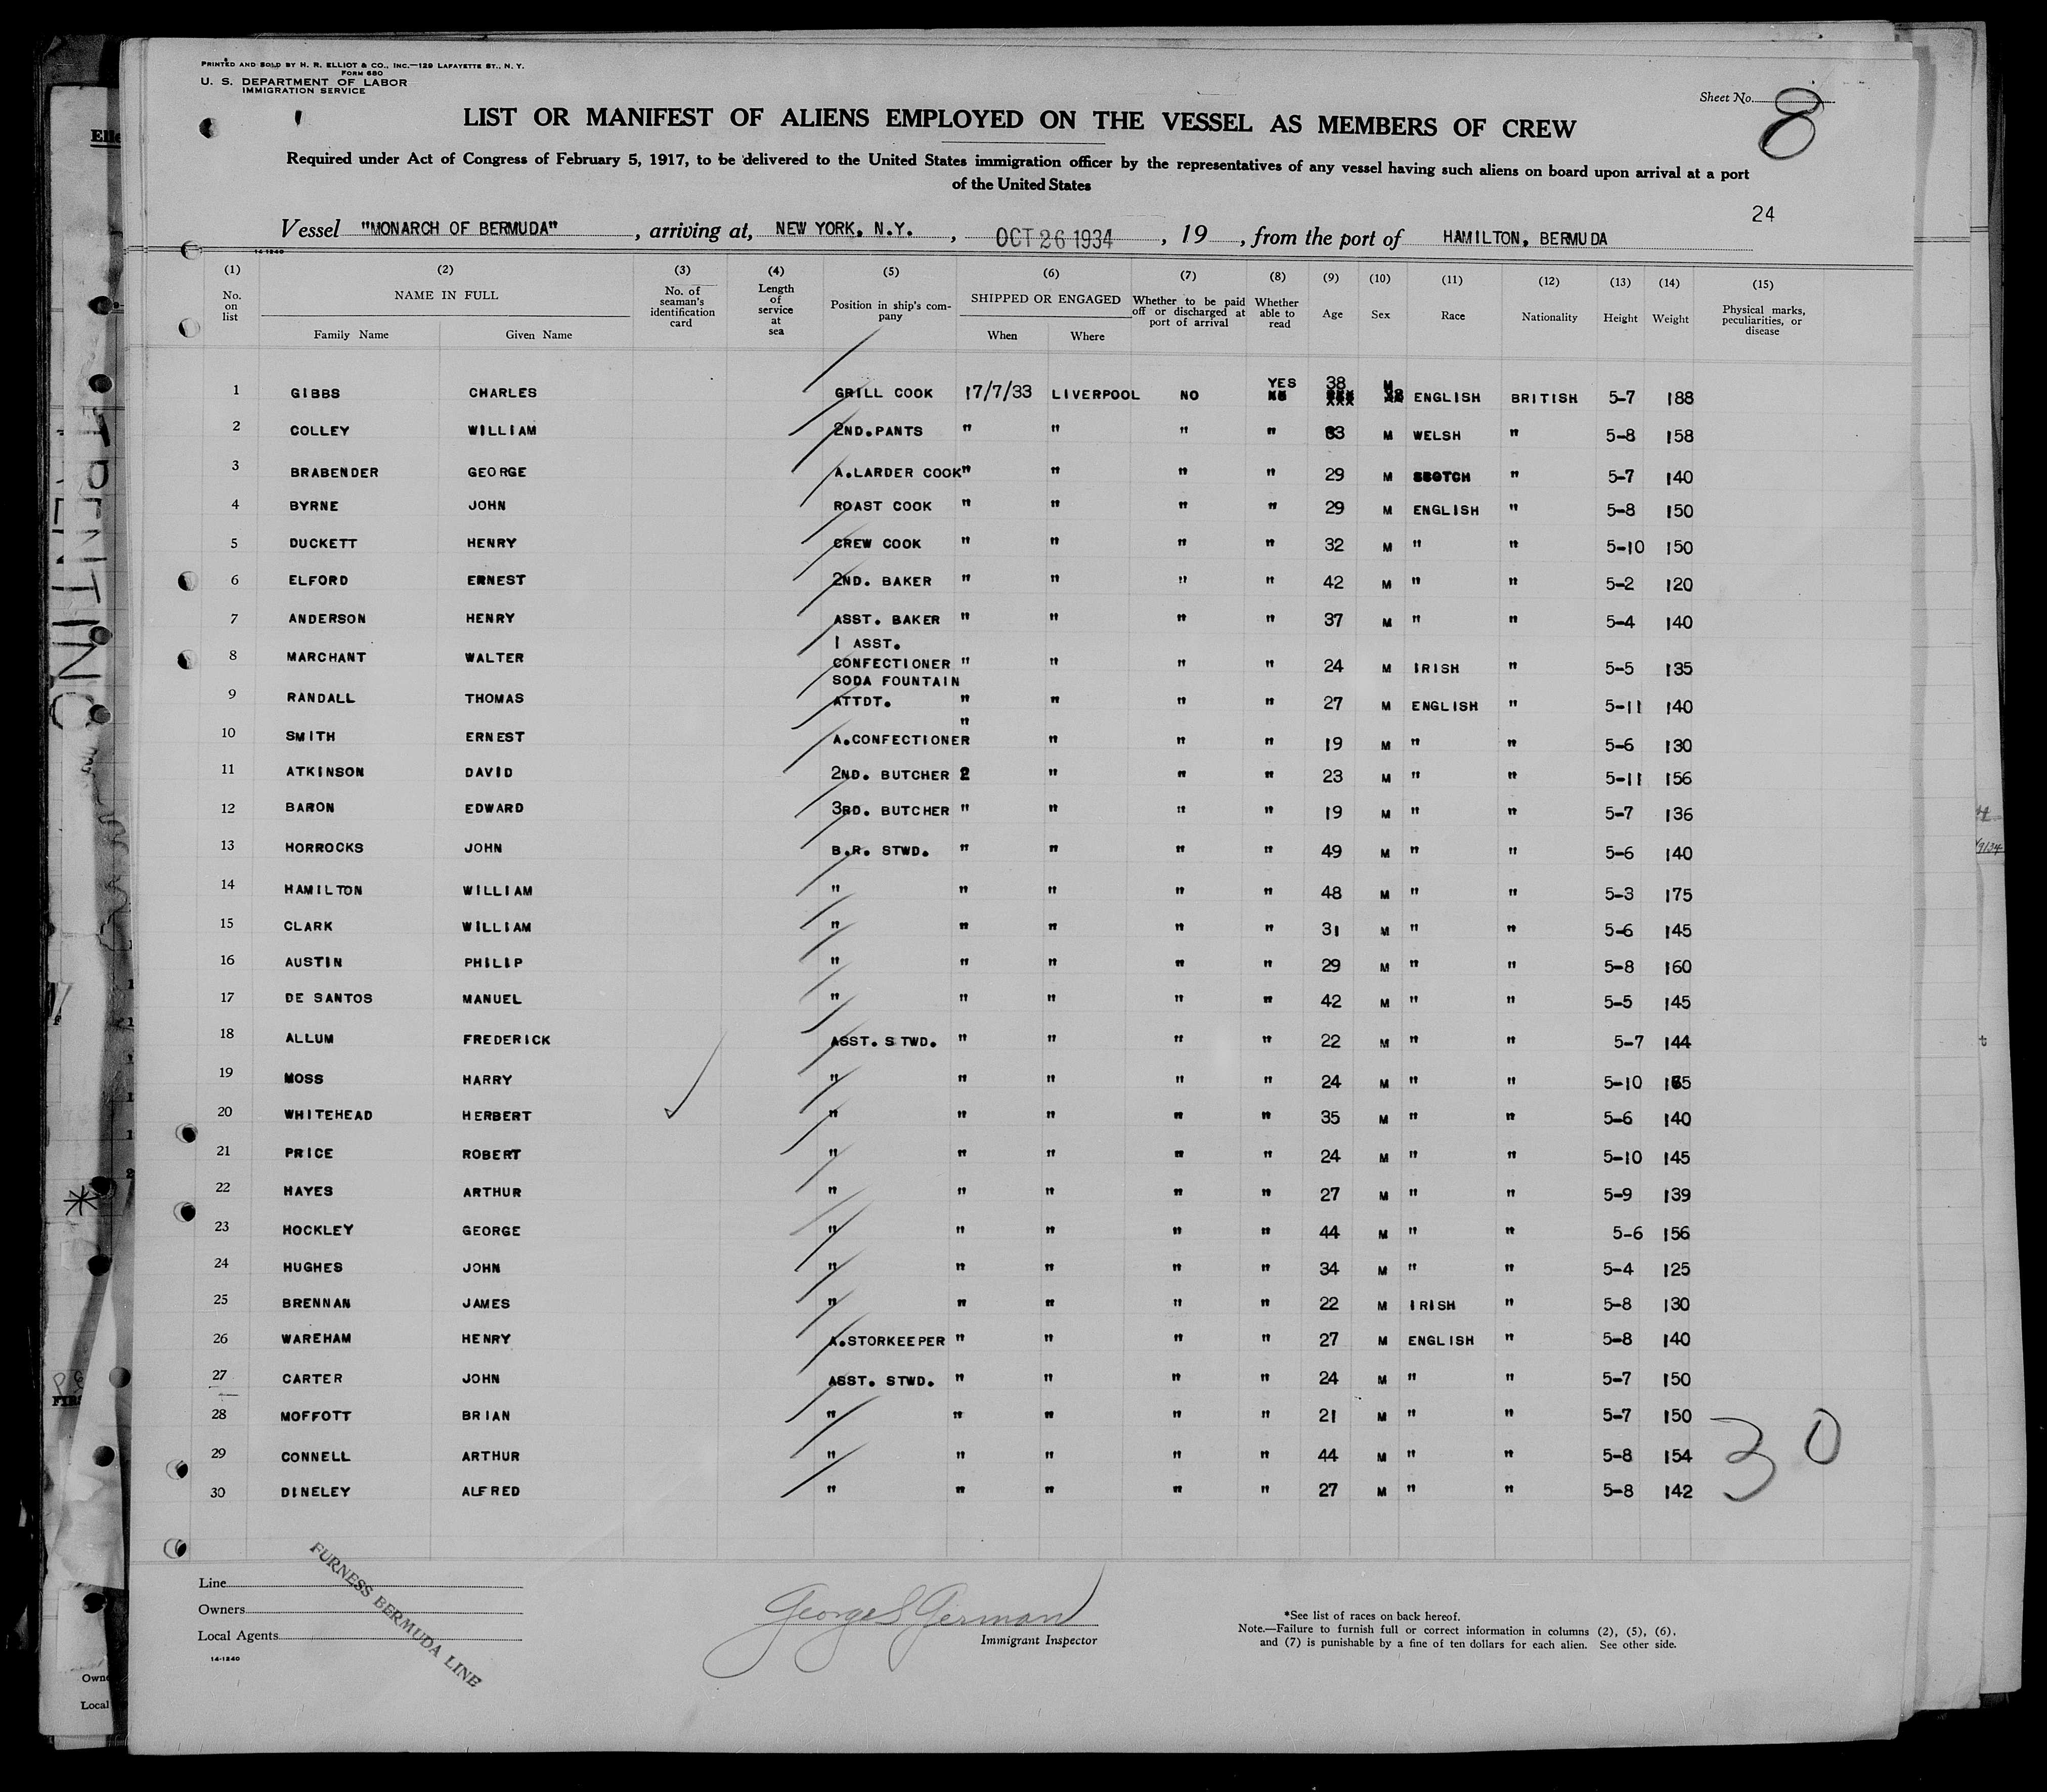 PRINTED AND SOLD BY H. R. ELLIOT & CO., INC.—129 LAFAYETTE ST., N. Y.
FORM 680
U. S. DEPARTMENT OF LABOR
IMMIGRATION SERVICE
Sheet No. 8
LIST OR MANIFEST OF ALIENS EMPLOYED ON THE VESSEL AS MEMBERS OF CREW
Required under Act of Congress of February 5, 1917, to be delivered to the United States immigration officer by the representatives of any vessel having such aliens on board upon arrival at a port
of the United States
24
Vessel "MONARCH OF BERMUDA", arriving at, NEW YORK. N.Y., OCT 26 1934, 19 , from the port of HAMILTON, BERMUDA
14-1240
(1) (2) (3) (4) (5) (6) (7) (8) (9) (10) (11) (12) (13) (14) (15)
No. on list NAME IN FULL Family Name Given Name No. of seaman's identification card Length of service at sea Position in ship's company SHIPPED OR ENGAGED When Where Whether to be paid off or discharged at port of arrival Whether able to read Age Sex Race Nationality Height Weight Physical marks, peculiarities, or disease
1 GIBBS CHARLES GRILL COOK 17/7/33 LIVERPOOL NO YES 38 M ENGLISH BRITISH 5-7 188
2 COLLEY WILLIAM 2ND.PANTS " " " " M WELSH " 5-8 158
3 BRABENDER GEORGE A.LARDER COOK " " " " 29 M SCOTCH " 5-7 140
4 BYRNE JOHN ROAST COOK " " " " 29 M ENGLISH " 5-8 150
5 DUCKETT HENRY CREW COOK " " " " 32 M " " 5-10 150
6 ELFORD ERNEST 2ND. BAKER " " " " 42 M " " 5-2 120
7 ANDERSON HENRY ASST. BAKER " " " " 37 M " " 5-4 140
8 MARCHANT WALTER 1 ASST. CONFECTIONER " " " " 24 M IRISH " 5-5 135
9 RANDALL THOMAS SODA FOUNTAIN ATTDT. " " " " 27 M ENGLISH " 5-11 140
10 SMITH ERNEST A.CONFECTIONER " " " " 19 M " " 5-6 130
11 ATKINSON DAVID 2ND. BUTCHER 2 " " " 23 M " " 5-11 156
12 BARON EDWARD 3RD. BUTCHER " " " " 19 M " " 5-7 136
13 HORROCKS JOHN B.R. STWD. " " " " 49 M " " 5-6 140
14 HAMILTON WILLIAM " " " " " 48 M " " 5-3 175
15 CLARK WILLIAM " " " " " 31 M " " 5-6 145
16 AUSTIN PHILIP " " " " " 29 M " " 5-8 160
17 DE SANTOS MANUEL " " " " " 42 M " " 5-5 145
18 ALLUM FREDERICK ASST. STWD. " " " " 22 M " " 5-7 144
19 MOSS HARRY " " " " " 24 M " " 5-10
20 WHITEHEAD HERBERT " " " " " 35 M " " 5-6 140
21 PRICE ROBERT " " " " " 24 M " " 5-10 145
22 HAYES ARTHUR " " " " " 27 M " " 5-9 139
23 HOCKLEY GEORGE " " " " " 44 M " " 5-6 156
24 HUGHES JOHN " " " " " 34 M " " 5-4 125
25 BRENNAN JAMES " " " " " 22 M IRISH " 5-8 130
26 WAREHAM HENRY A.STORKEEPER " " " " 27 M ENGLISH " 5-8 140
27 CARTER JOHN ASST. STWD. " " " " 24 M " " 5-7 150
28 MOFFOTT BRIAN " " " " " 21 M " " 5-7 150
29 CONNELL ARTHUR " " " " " 44 M " " 5-8 154
30 DINELEY ALFRED " " " " " 27 M " " 5-8 142
30
Line
Owners
Local Agents
FURNESS BERMUDA LINE
14-1240
George S German
Immigrant Inspector
*See list of races on back hereof.
Note.—Failure to furnish full or correct information in columns (2), (5), (6),
and (7) is punishable by a fine of ten dollars for each alien. See other side.